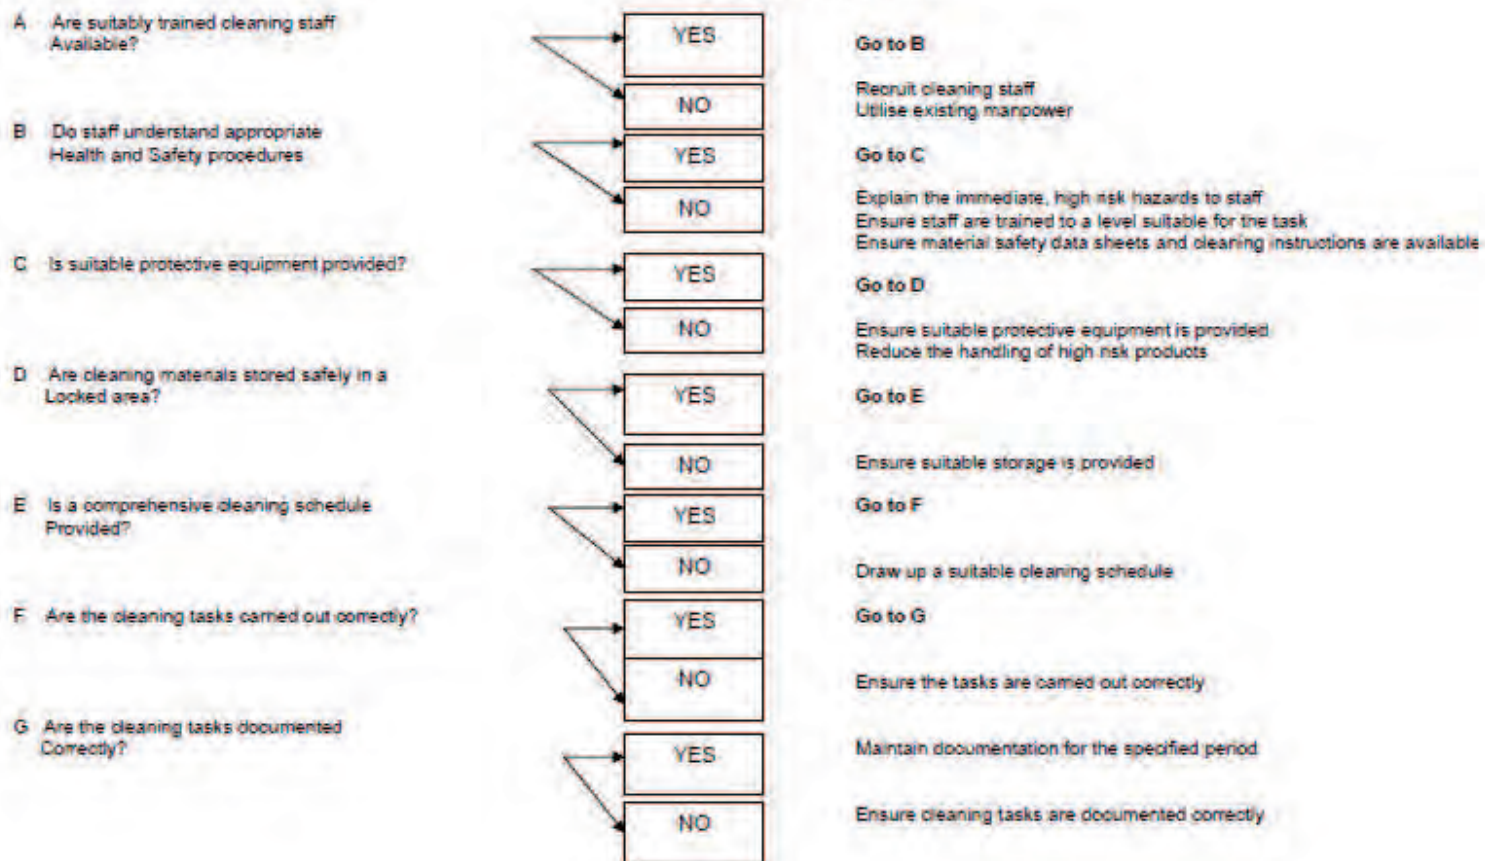 A Are suitably trained cleaning staff
Available?
YES
Go to B
NO
Recruit cleaning staff
Utilise existing manpower
B Do staff understand appropriate
Health and Safety procedures
YES
Go to C
NO
Explain the immediate, high risk hazards to staff
Ensure staff are trained to a level suitable for the task
Ensure material safety data sheets and cleaning instructions are available
C Is suitable protective equipment provided?
YES
Go to D
NO
Ensure suitable protective equipment is provided
Reduce the handling of high risk products
D Are cleaning materials stored safely in a
Locked area?
YES
Go to E
NO
Ensure suitable storage is provided
E Is a comprehensive cleaning schedule
Provided?
YES
Go to F
NO
Draw up a suitable cleaning schedule
F Are the cleaning tasks carried out correctly?
YES
Go to G
NO
Ensure the tasks are carried out correctly
G Are the cleaning tasks documented
Correctly?
YES
Maintain documentation for the specified period
NO
Ensure cleaning tasks are documented correctly